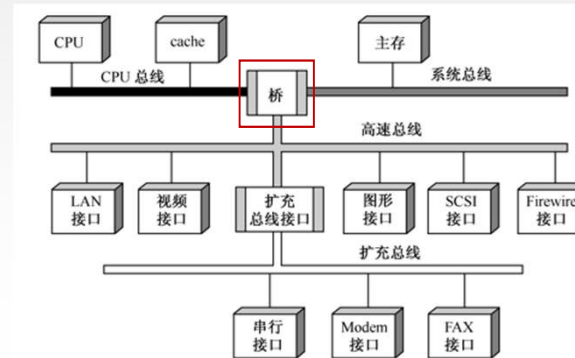 CPU
cache
主存
CPU 总线
桥
系统总线
高速总线
LAN
接口
视频
接口
扩充
总线接口
图形
接口
SCSI
接口
Firewire
接口
扩充总线
串行
接口
Modem
接口
FAX
接口